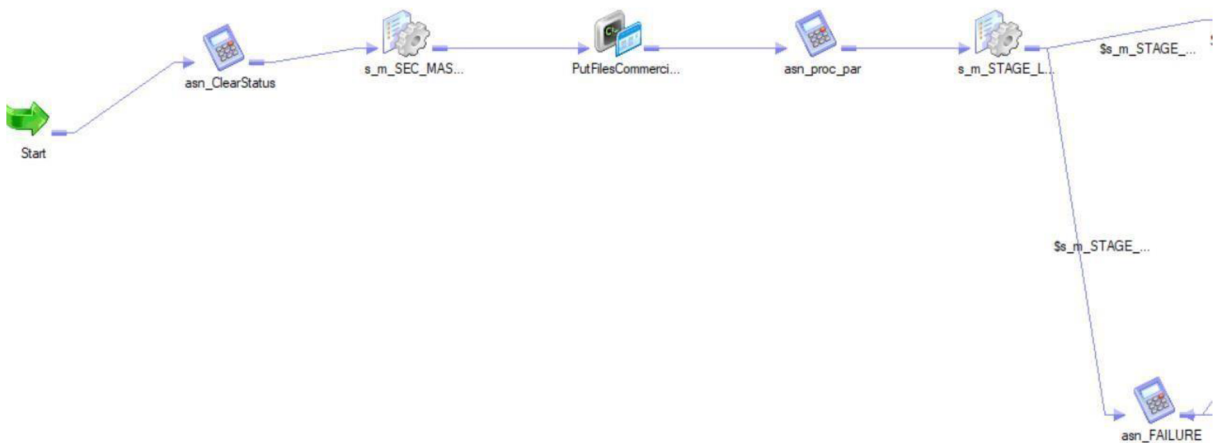 Start
asn_ClearStatus
s_m_SEC_MAS...
PutFilesCommerci...
asn_proc_par
s_m_STAGE_L...
$s_m_STAGE_...
$s_m_STAGE_...
asn_FAILURE